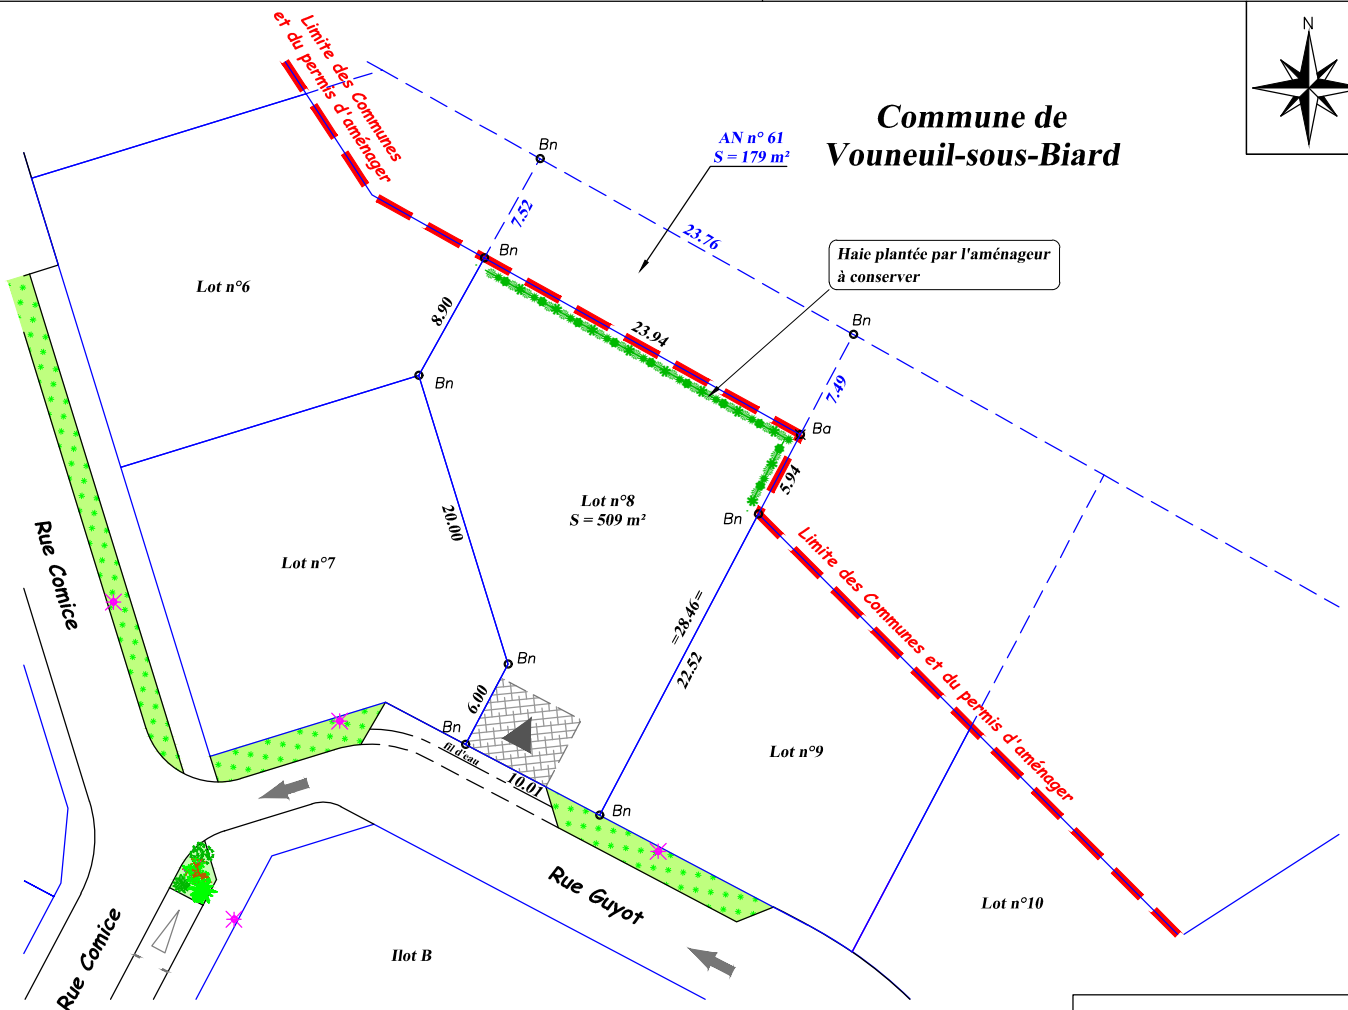 N
Limite des Communes
et du permis d'aménager
Commune de
Vouneuil-sous-Biard
AN n° 61
S = 179 m²
Bn
7.52
23.76
Bn
Haie plantée par l'aménageur
à conserver
Lot n°6
8.90
23.94
Bn
7.49
Bn
Ba
5.94
Lot n°8
S = 509 m²
Bn
20.00
Rue Comice
Lot n°7
Limite des Communes et du permis d'aménager
=28.46=
22.52
Bn
6.00
Bn
fil d'eau
10.01
Lot n°9
Bn
Rue Guyot
Lot n°10
Rue Comice
Ilot B